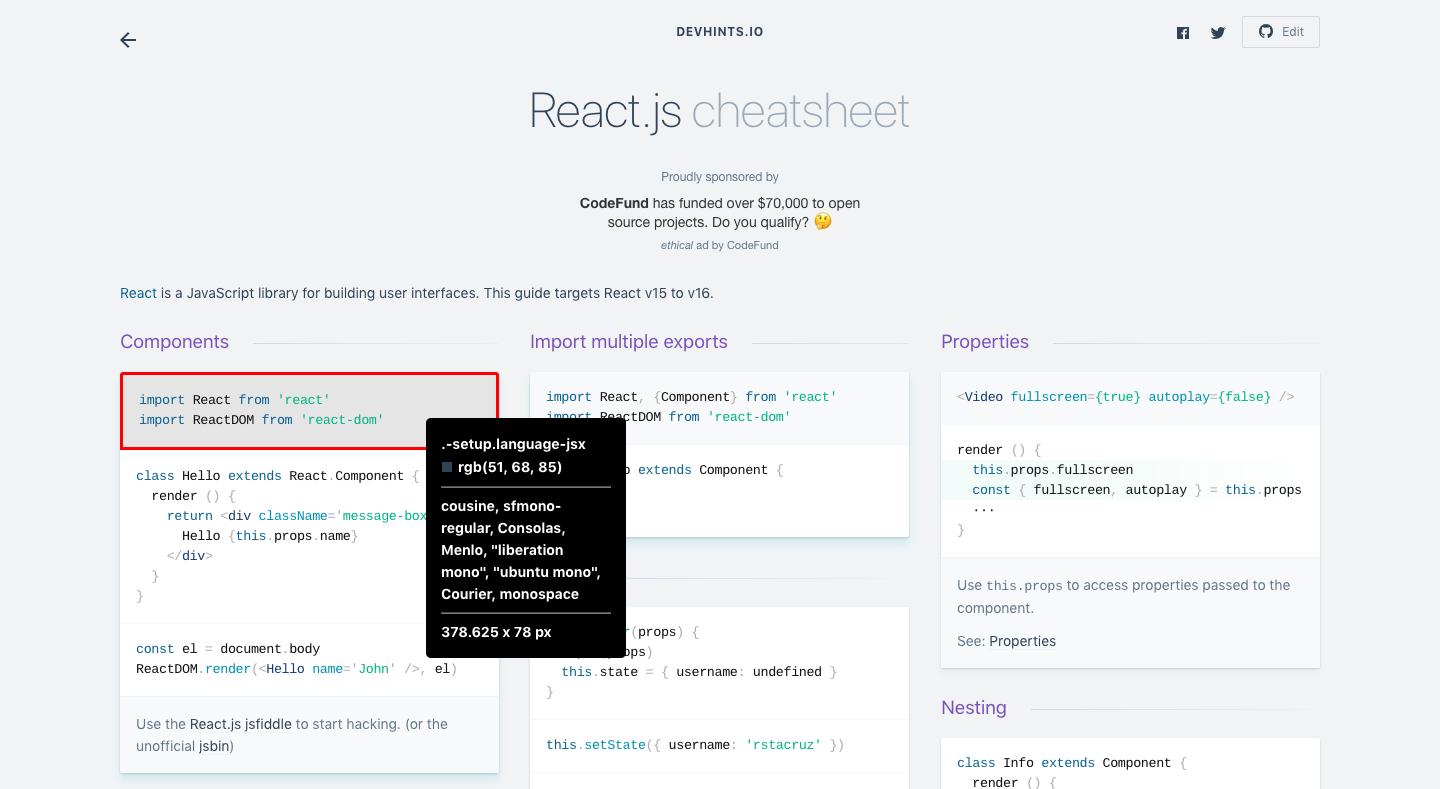 DEVHINTS.IO
Edit
React.js cheatsheet
Proudly sponsored by
CodeFund has funded over $70,000 to open
source projects. Do you qualify? 🤔
ethical ad by CodeFund
React is a JavaScript library for building user interfaces. This guide targets React v15 to v16.
Components
import React from 'react'
import ReactDOM from 'react-dom'
class Hello extends React.Component {
render () {
return <div className='message-box
Hello {this.props.name}
</div>
}
}
const el = document.body
ReactDOM.render(<Hello name='John' />, el)
Use the React.js jsfiddle to start hacking. (or the
unofficial jsbin)
.-setup.language-jsx
rgb(51, 68, 85)
cousine, sfmono-
regular, Consolas,
Menlo, "liberation
mono", "ubuntu mono",
Courier, monospace
378.625 x 78 px
Import multiple exports
import React, {Component} from 'react'
import ReactDOM from 'react-dom'
extends Component {
(props) {
this.state = { username: undefined }
}
this.setState({ username: 'rstacruz' })
Properties
<Video fullscreen={true} autoplay={false} />
render () {
this.props.fullscreen
const { fullscreen, autoplay } = this.props
...
}
Use this.props to access properties passed to the
component.
See: Properties
Nesting
class Info extends Component {
render () {